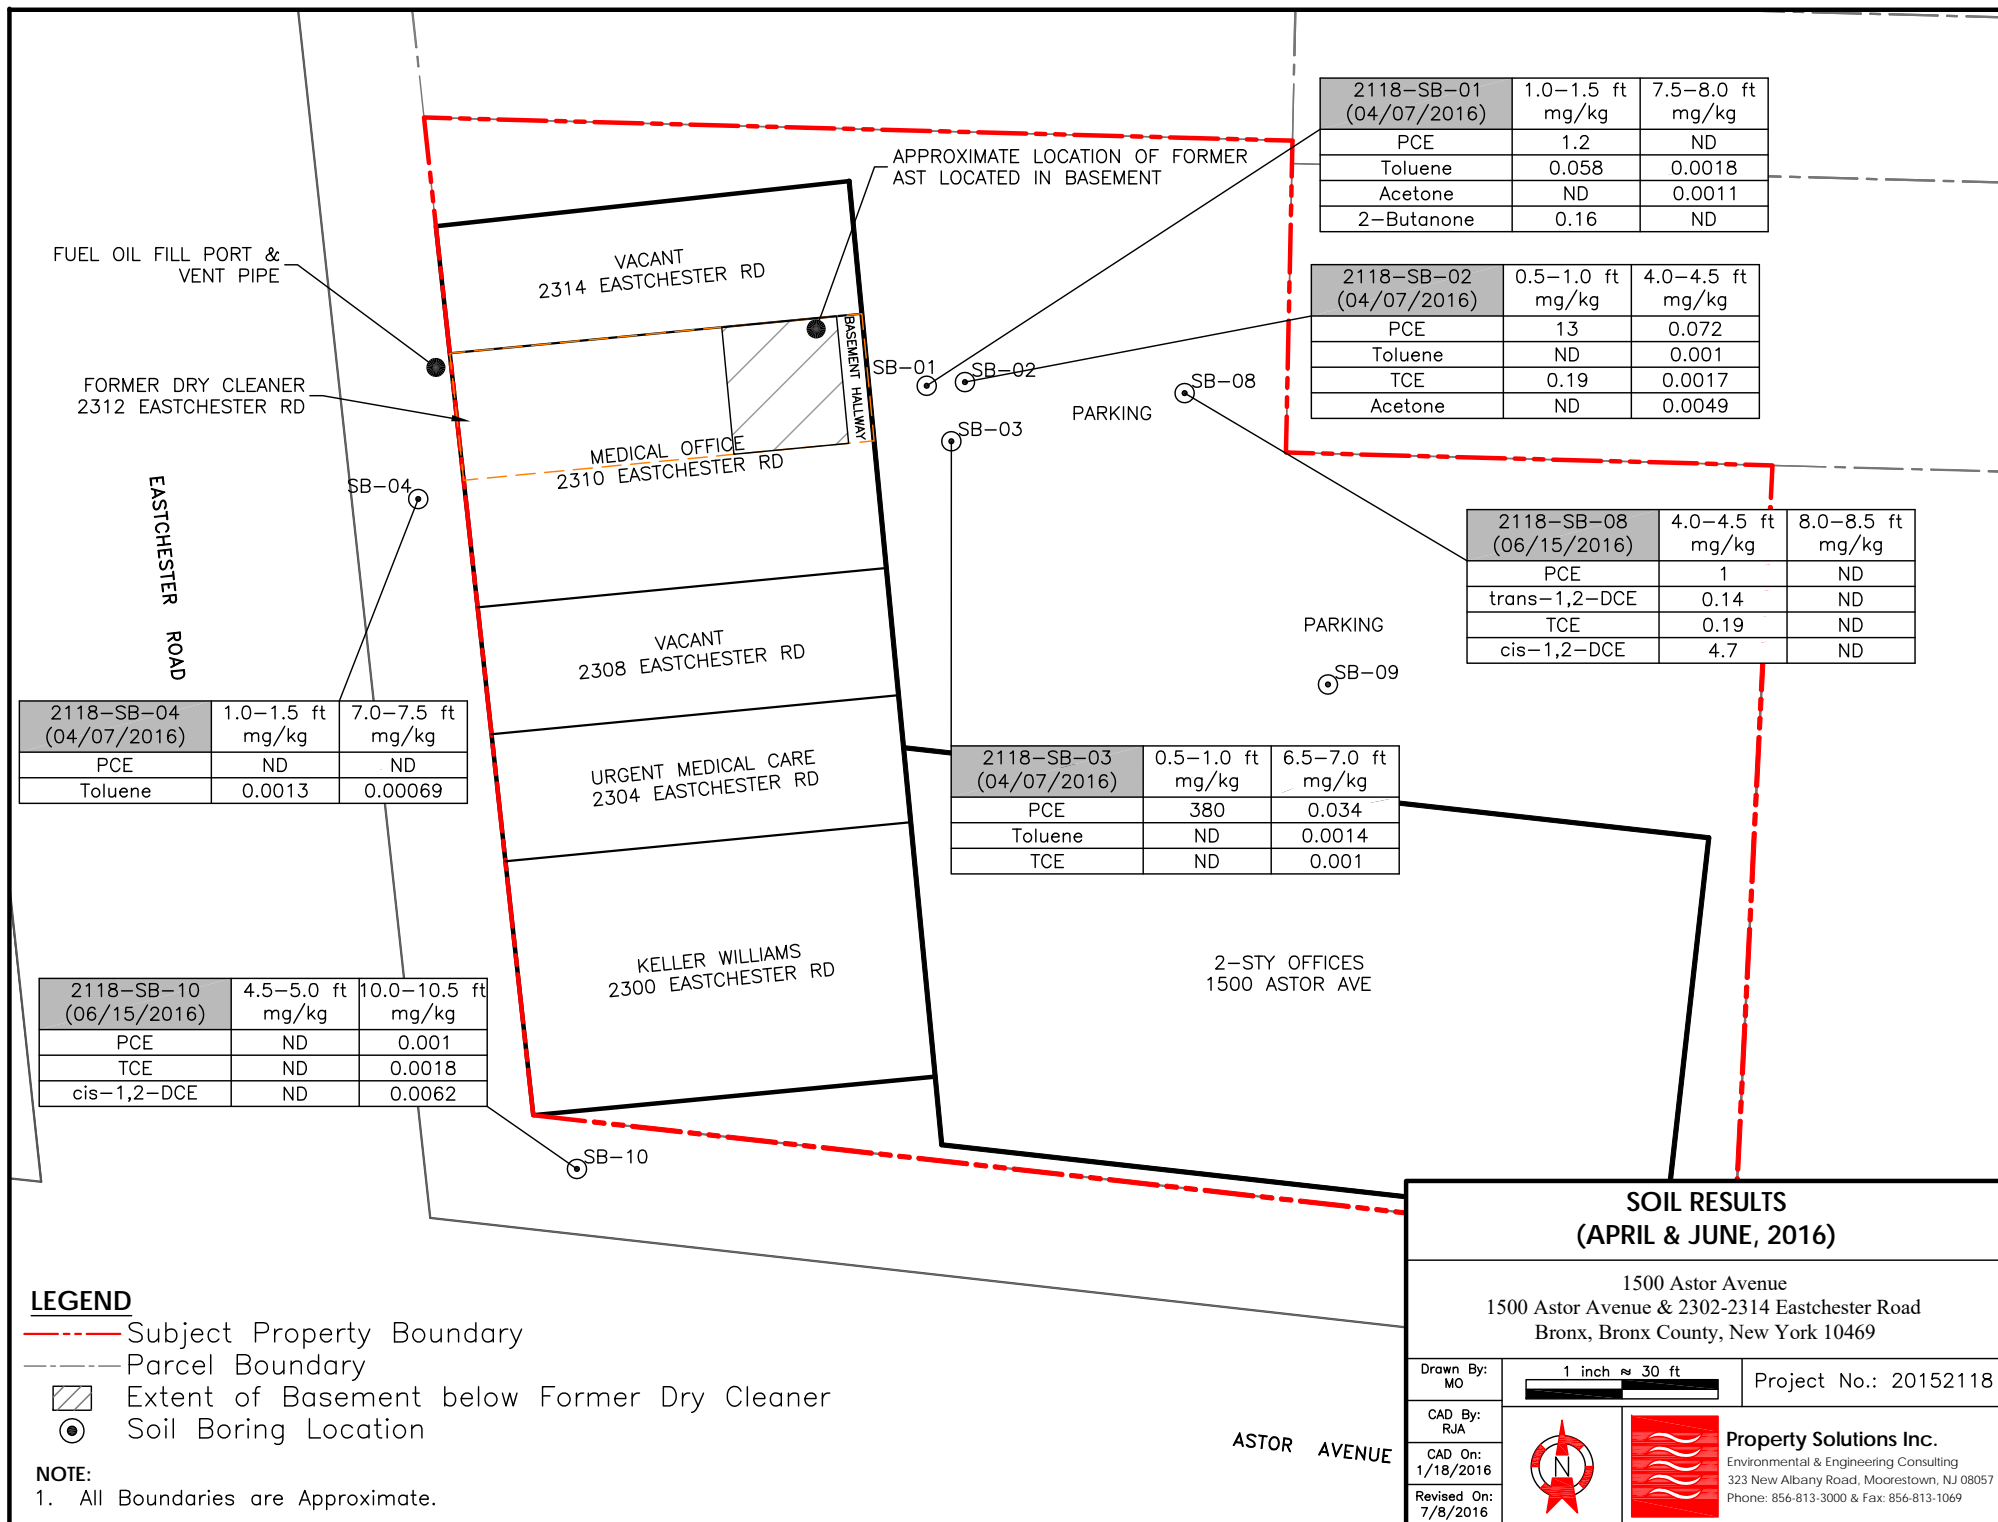 2118-SB-01 1.0-1.5 ft 7.5-8.0 ft
(04/07/2016) mg/kg mg/kg
PCE 1.2 ND
Toluene 0.058 0.0018
Acetone ND 0.0011
2-Butanone 0.16 ND
APPROXIMATE LOCATION OF FORMER
AST LOCATED IN BASEMENT
FUEL OIL FILL PORT &
VENT PIPE
VACANT
2314 EASTCHESTER RD
2118-SB-02 0.5-1.0 ft 4.0-4.5 ft
(04/07/2016) mg/kg mg/kg
PCE 13 0.072
Toluene ND 0.001
TCE 0.19 0.0017
Acetone ND 0.0049
BASEMENT HALLWAY
SB-01
SB-02
SB-08
FORMER DRY CLEANER
2312 EASTCHESTER RD
PARKING
SB-03
MEDICAL OFFICE
2310 EASTCHESTER RD
SB-04
EASTCHESTER ROAD
2118-SB-08 4.0-4.5 ft 8.0-8.5 ft
(06/15/2016) mg/kg mg/kg
PCE 1 ND
trans-1,2-DCE 0.14 ND
TCE 0.19 ND
cis-1,2-DCE 4.7 ND
VACANT
2308 EASTCHESTER RD
PARKING
SB-09
2118-SB-04 1.0-1.5 ft 7.0-7.5 ft
(04/07/2016) mg/kg mg/kg
PCE ND ND
Toluene 0.0013 0.00069
URGENT MEDICAL CARE
2304 EASTCHESTER RD
2118-SB-03 0.5-1.0 ft 6.5-7.0 ft
(04/07/2016) mg/kg mg/kg
PCE 380 0.034
Toluene ND 0.0014
TCE ND 0.001
KELLER WILLIAMS
2300 EASTCHESTER RD
2-STY OFFICES
1500 ASTOR AVE
2118-SB-10 4.5-5.0 ft 10.0-10.5 ft
(06/15/2016) mg/kg mg/kg
PCE ND 0.001
TCE ND 0.0018
cis-1,2-DCE ND 0.0062
SB-10
LEGEND
Subject Property Boundary
Parcel Boundary
Extent of Basement below Former Dry Cleaner
Soil Boring Location
NOTE:
1. All Boundaries are Approximate.
ASTOR AVENUE
SOIL RESULTS
(APRIL & JUNE, 2016)
1500 Astor Avenue
1500 Astor Avenue & 2302-2314 Eastchester Road
Bronx, Bronx County, New York 10469
Drawn By:
MO
1 inch ≈ 30 ft
Project No.: 20152118
CAD By:
RJA
CAD On:
1/18/2016
Revised On:
7/8/2016
N
Property Solutions Inc.
Environmental & Engineering Consulting
323 New Albany Road, Moorestown, NJ 08057
Phone: 856-813-3000 & Fax: 856-813-1069